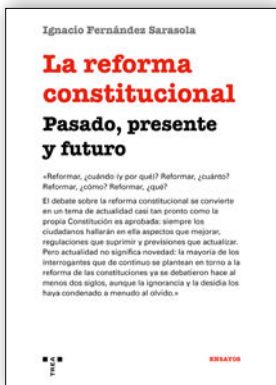 Ignacio Fernández Sarasola
La reforma
constitucional
Pasado, presente
y futuro
«Reformar, ¿cuándo (y por qué)? Reformar, ¿cuánto?
Reformar, ¿cómo? Reformar, ¿qué?
El debate sobre la reforma constitucional se convierte
en un tema de actualidad casi tan pronto como la
propia Constitución es aprobada: siempre los
ciudadanos hallarán en ella aspectos que mejorar,
regulaciones que suprimir y previsiones que actualizar.
Pero actualidad no significa novedad: la mayoría de los
interrogantes que de continuo se plantean en torno a la
reforma de las constituciones ya se debatieron hace al
menos dos siglos, aunque la ignorancia y la desidia los
haya condenado a menudo al olvido.»
TREA
ENSAYOS